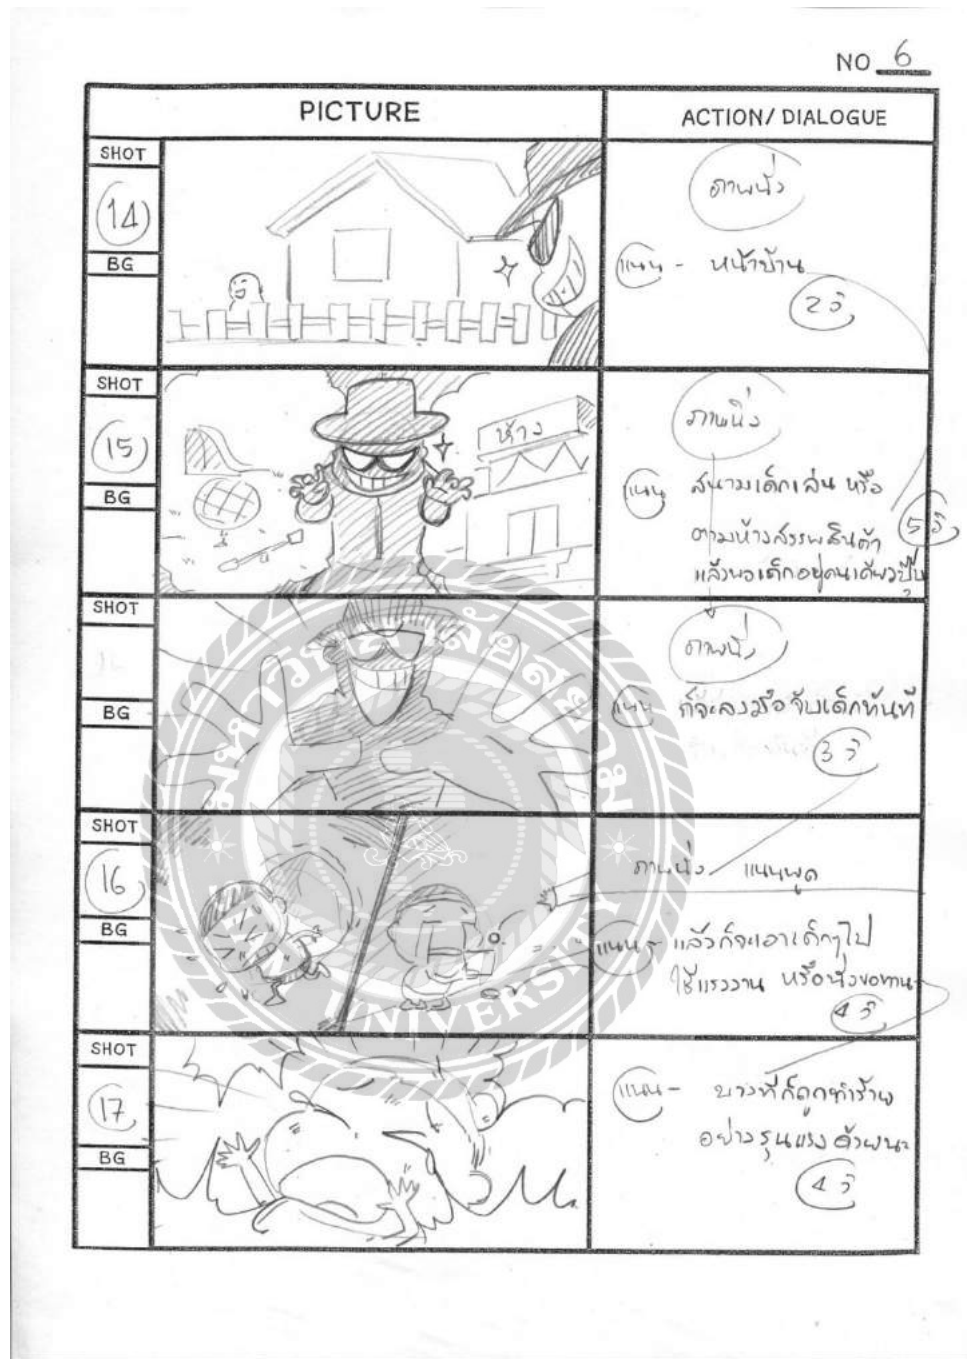 NO 6
PICTURE
ACTION/ DIALOGUE
SHOT
14
BG
ภาพนิ่ง
แนน - หน้าบ้าน
2 วิ
SHOT
15
BG
ห้าง
ภาพนิ่ง
แนน สนามเด็กเล่น หรือ
ตามห้างสรรพสินค้า
แล้วพอเด็กอยู่คนเดียวปุ๊บ
5 วิ
SHOT
BG
ภาพนิ่ง
แนน ก็จะลงมือจับเด็กทันที
3 วิ
SHOT
16
BG
ภาพนิ่ง แนนพูด
แนน - แล้วก็จะเอาเด็กๆไป
ใช้แรงงาน หรือนั่งขอทาน
4 วิ
SHOT
17
BG
แนน - บางทีก็ถูกทำร้าย
อย่างรุนแรงด้วยนะ
4 วิ
UNIVERSITY